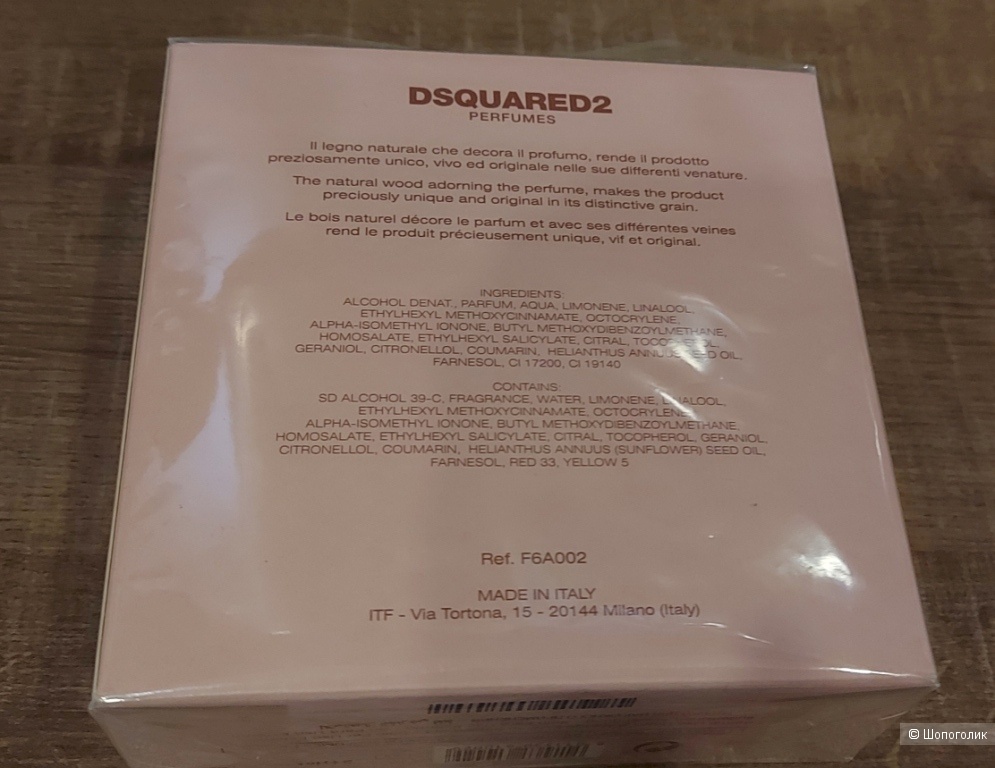 DSQUARED2
PERFUMES
Il legno naturale che decora il profumo, rende il prodotto
preziosamente unico, vivo ed originale nelle sue differenti venature.
The natural wood adorning the perfume, makes the product
preciously unique and original in its distinctive grain.
Le bois naturel décore le parfum et avec ses différentes veines
rend le produit précieusement unique, vif et original.
INGREDIENTS:
ALCOHOL DENAT., PARFUM, AQUA, LIMONENE, LINALOOL,
ETHYLHEXYL METHOXYCINNAMATE, OCTOCRYLENE,
ALPHA-ISOMETHYL IONONE, BUTYL METHOXYDIBENZOYLMETHANE,
HOMOSALATE, ETHYLHEXYL SALICYLATE, CITRAL,
GERANIOL, CITRONELLOL, COUMARIN, HELIANTHUS ANNUUS SEED OIL,
FARNESOL, CI 17200, CI 19140
CONTAINS:
SD ALCOHOL 39-C, FRAGRANCE, WATER, LIMONENE, LINALOOL,
ETHYLHEXYL METHOXYCINNAMATE, OCTOCRYLENE,
ALPHA-ISOMETHYL IONONE, BUTYL METHOXYDIBENZOYLMETHANE,
HOMOSALATE, ETHYLHEXYL SALICYLATE, CITRAL, TOCOPHEROL, GERANIOL,
CITRONELLOL, COUMARIN, HELIANTHUS ANNUUS (SUNFLOWER) SEED OIL,
FARNESOL, RED 33, YELLOW 5
Ref. F6A002
MADE IN ITALY
ITF - Via Tortona, 15 - 20144 Milano (Italy)
© Шопоголик